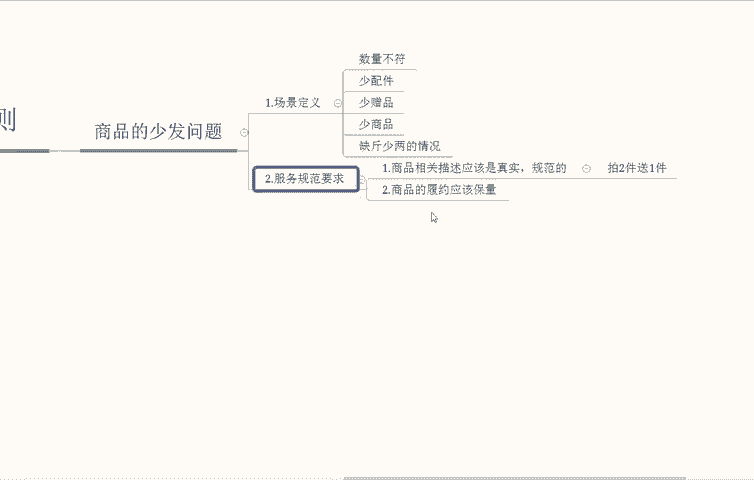 则
商品的少发问题
1.场景定义
数量不符
少配件
少赠品
少商品
缺斤少两的情况
2.服务规范要求
1.商品相关描述应该是真实，规范的
拍2件送1件
2.商品的履约应该保量